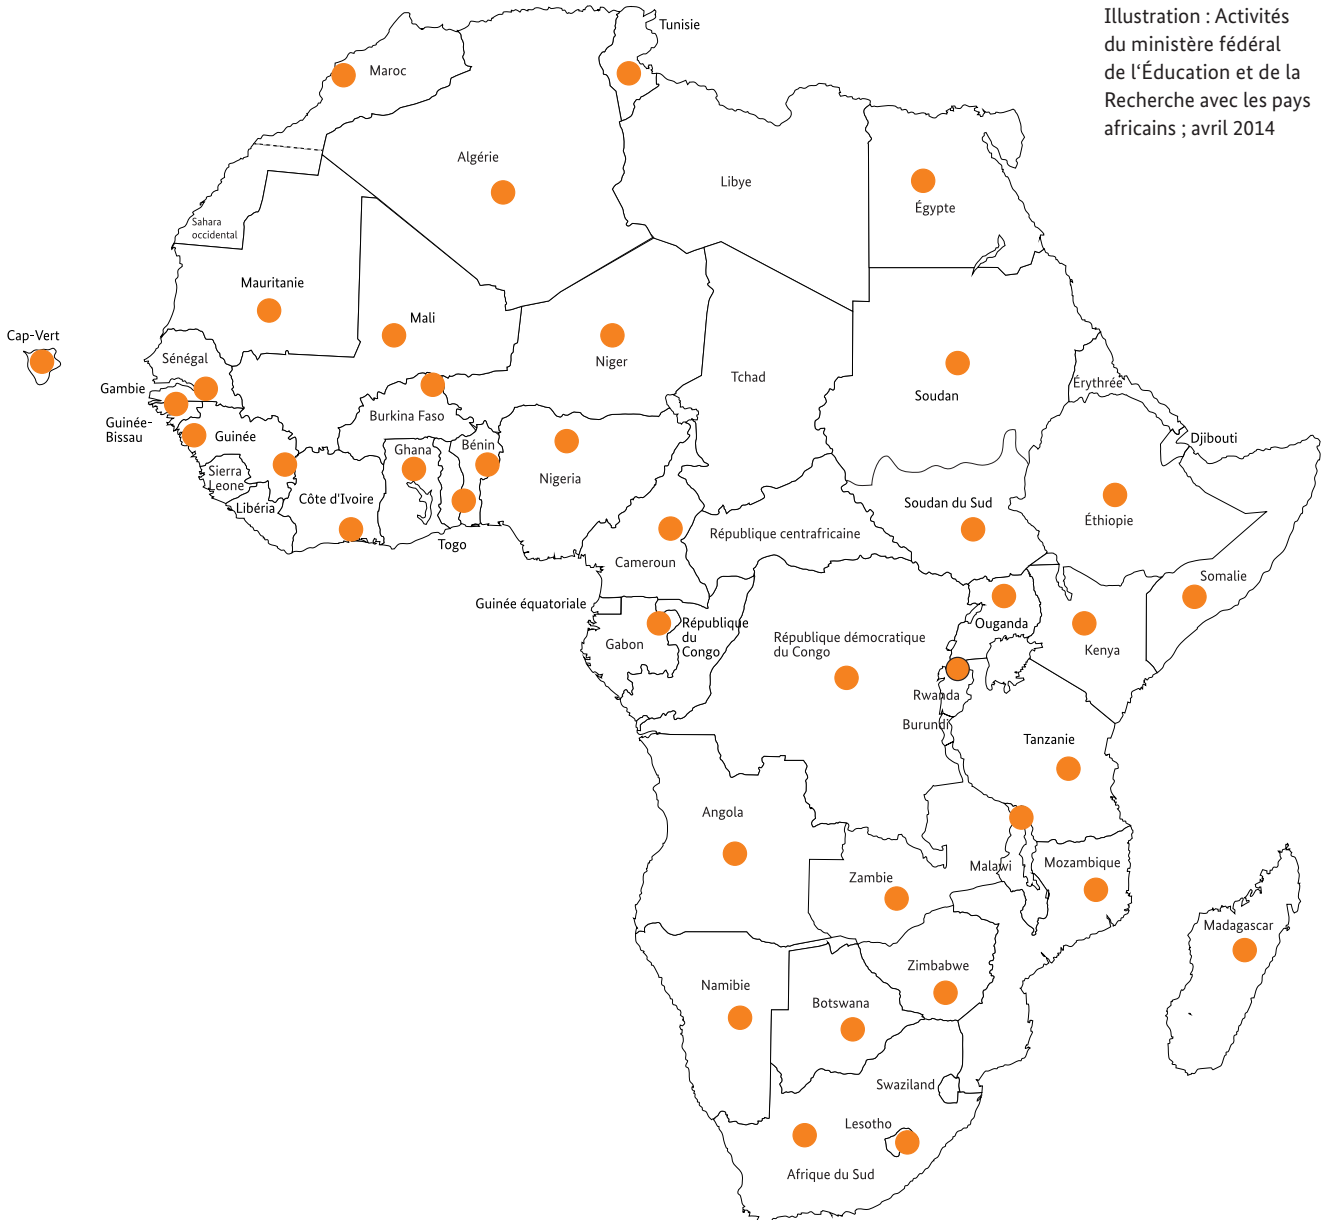 Illustration : Activités
du ministère fédéral
de l‘Éducation et de la
Recherche avec les pays
africains ; avril 2014
Tunisie
Maroc
Algérie
Libye
Égypte
Sahara
occidental
Mauritanie
Mali
Niger
Tchad
Soudan
Érythrée
Cap-Vert
Sénégal
Gambie
Guinée-
Bissau
Guinée
Burkina Faso
Bénin
Ghana
Nigeria
Djibouti
Sierra
Leone
Libéria
Côte d'Ivoire
Togo
Cameroun
République centrafricaine
Soudan du Sud
Éthiopie
Somalie
Guinée équatoriale
Gabon
République
du
Congo
République démocratique
du Congo
Ouganda
Kenya
Rwanda
Burundi
Tanzanie
Angola
Zambie
Malawi
Mozambique
Madagascar
Namibie
Botswana
Zimbabwe
Swaziland
Lesotho
Afrique du Sud